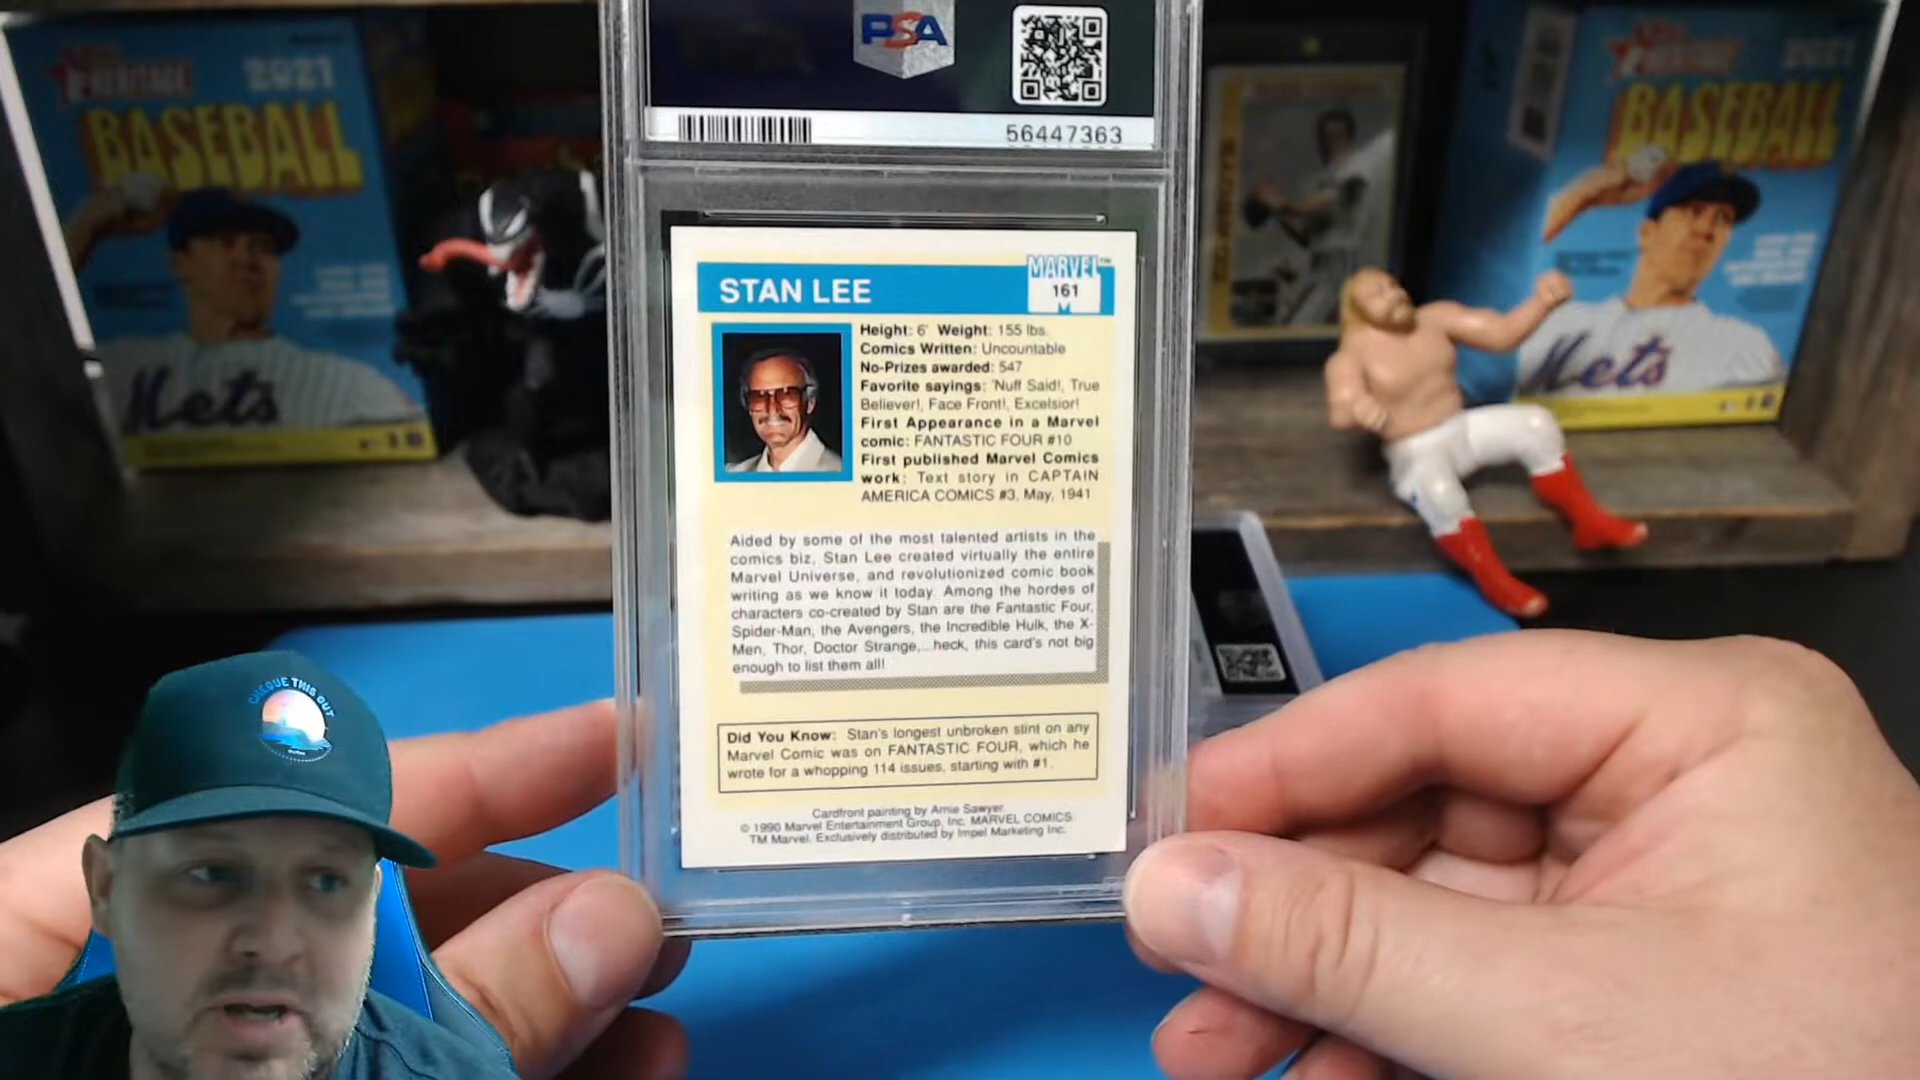 HERITAGE
2021
BASEBALL
Mets
PSA
56447363
HERITAGE
2021
BASEBALL
Mets
STAN LEE
MARVEL™
161
Height: 6' Weight: 155 lbs.
Comics Written: Uncountable
No-Prizes awarded: 547
Favorite sayings: 'Nuff Said!, True
Believer!, Face Front!, Excelsior!
First Appearance in a Marvel
comic: FANTASTIC FOUR #10
First published Marvel Comics
work: Text story in CAPTAIN
AMERICA COMICS #3, May, 1941
Aided by some of the most talented artists in the
comics biz, Stan Lee created virtually the entire
Marvel Universe, and revolutionized comic book
writing as we know it today. Among the hordes of
characters co-created by Stan are the Fantastic Four,
Spider-Man, the Avengers, the Incredible Hulk, the X-
Men, Thor, Doctor Strange,...heck, this card's not big
enough to list them all!
Did You Know: Stan's longest unbroken stint on any
Marvel Comic was on FANTASTIC FOUR, which he
wrote for a whopping 114 issues, starting with #1.
Cardfront painting by Arnie Sawyer
© 1990 Marvel Entertainment Group, Inc. MARVEL COMICS:
TM Marvel. Exclusively distributed by Impel Marketing Inc.
CHEQUE THIS OUT